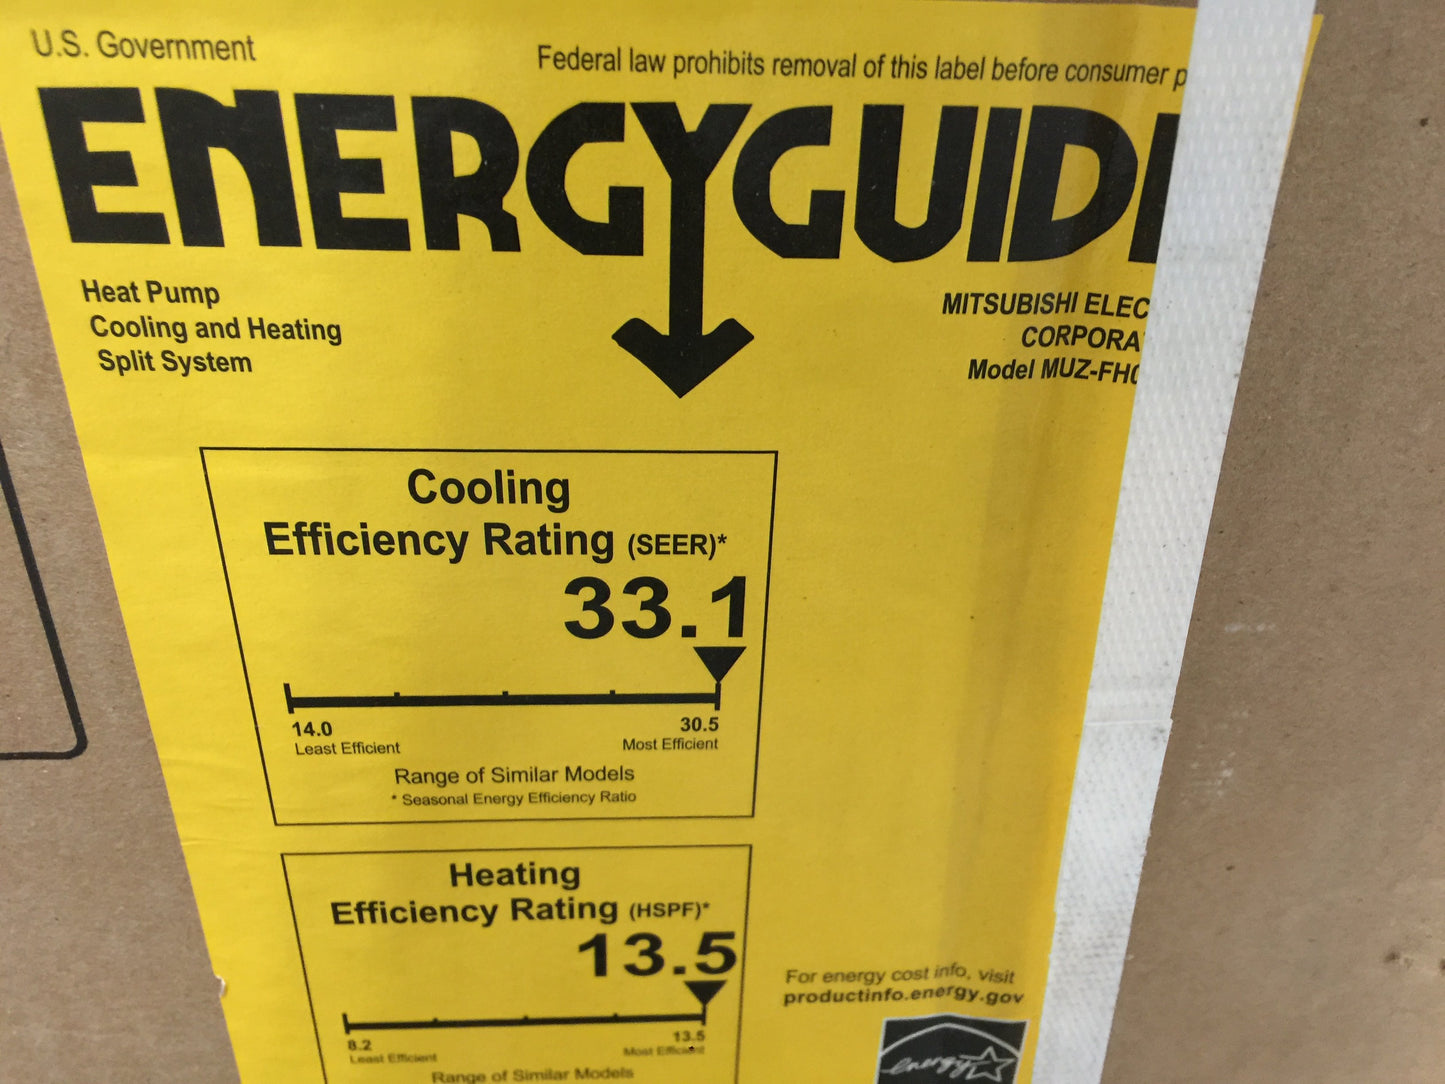 U.S. Government
Federal law prohibits removal of this label before consumer p
ENERGYGUIDE
Heat Pump
Cooling and Heating
Split System
MITSUBISHI ELEC
CORPORA
Model MUZ-FH
Cooling
Efficiency Rating (SEER)*
33.1
14.0
30.5
Least Efficient
Most Efficient
Range of Similar Models
* Seasonal Energy Efficiency Ratio
Heating
Efficiency Rating (HSPF)*
13.5
8.2
13.5
Least Efficient
Most Efficient
Range of Similar Models
For energy cost info, visit
productinfo.energy.gov
energy